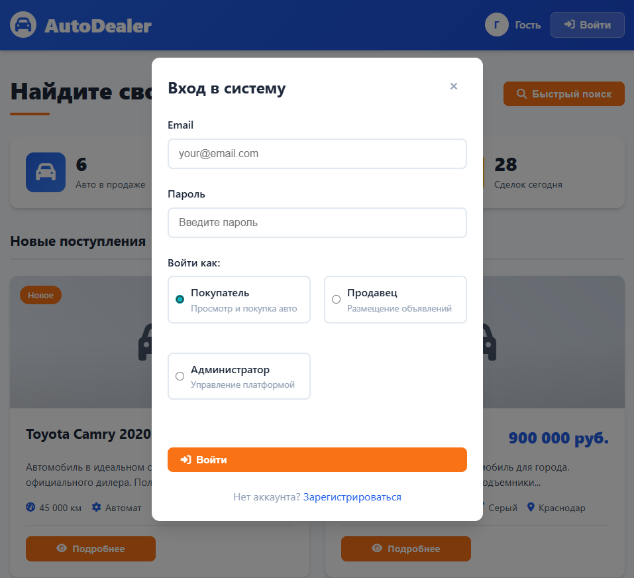 AutoDealer
Г Гость
Войти
Найдите сво
Быстрый поиск
6
Авто в продаже
28
Сделок сегодня
Новые поступления
Новое
Toyota Camry 2020
900 000 руб.
Автомобиль в идеальном с
официального дилера. Пол
45 000 км Автомат
мобиль для города.
одъемники...
Серый Краснодар
Подробнее
Подробнее
Вход в систему
×
Email
your@email.com
Пароль
Введите пароль
Войти как:
Покупатель
Просмотр и покупка авто
Продавец
Размещение объявлений
Администратор
Управление платформой
Войти
Нет аккаунта? Зарегистрироваться